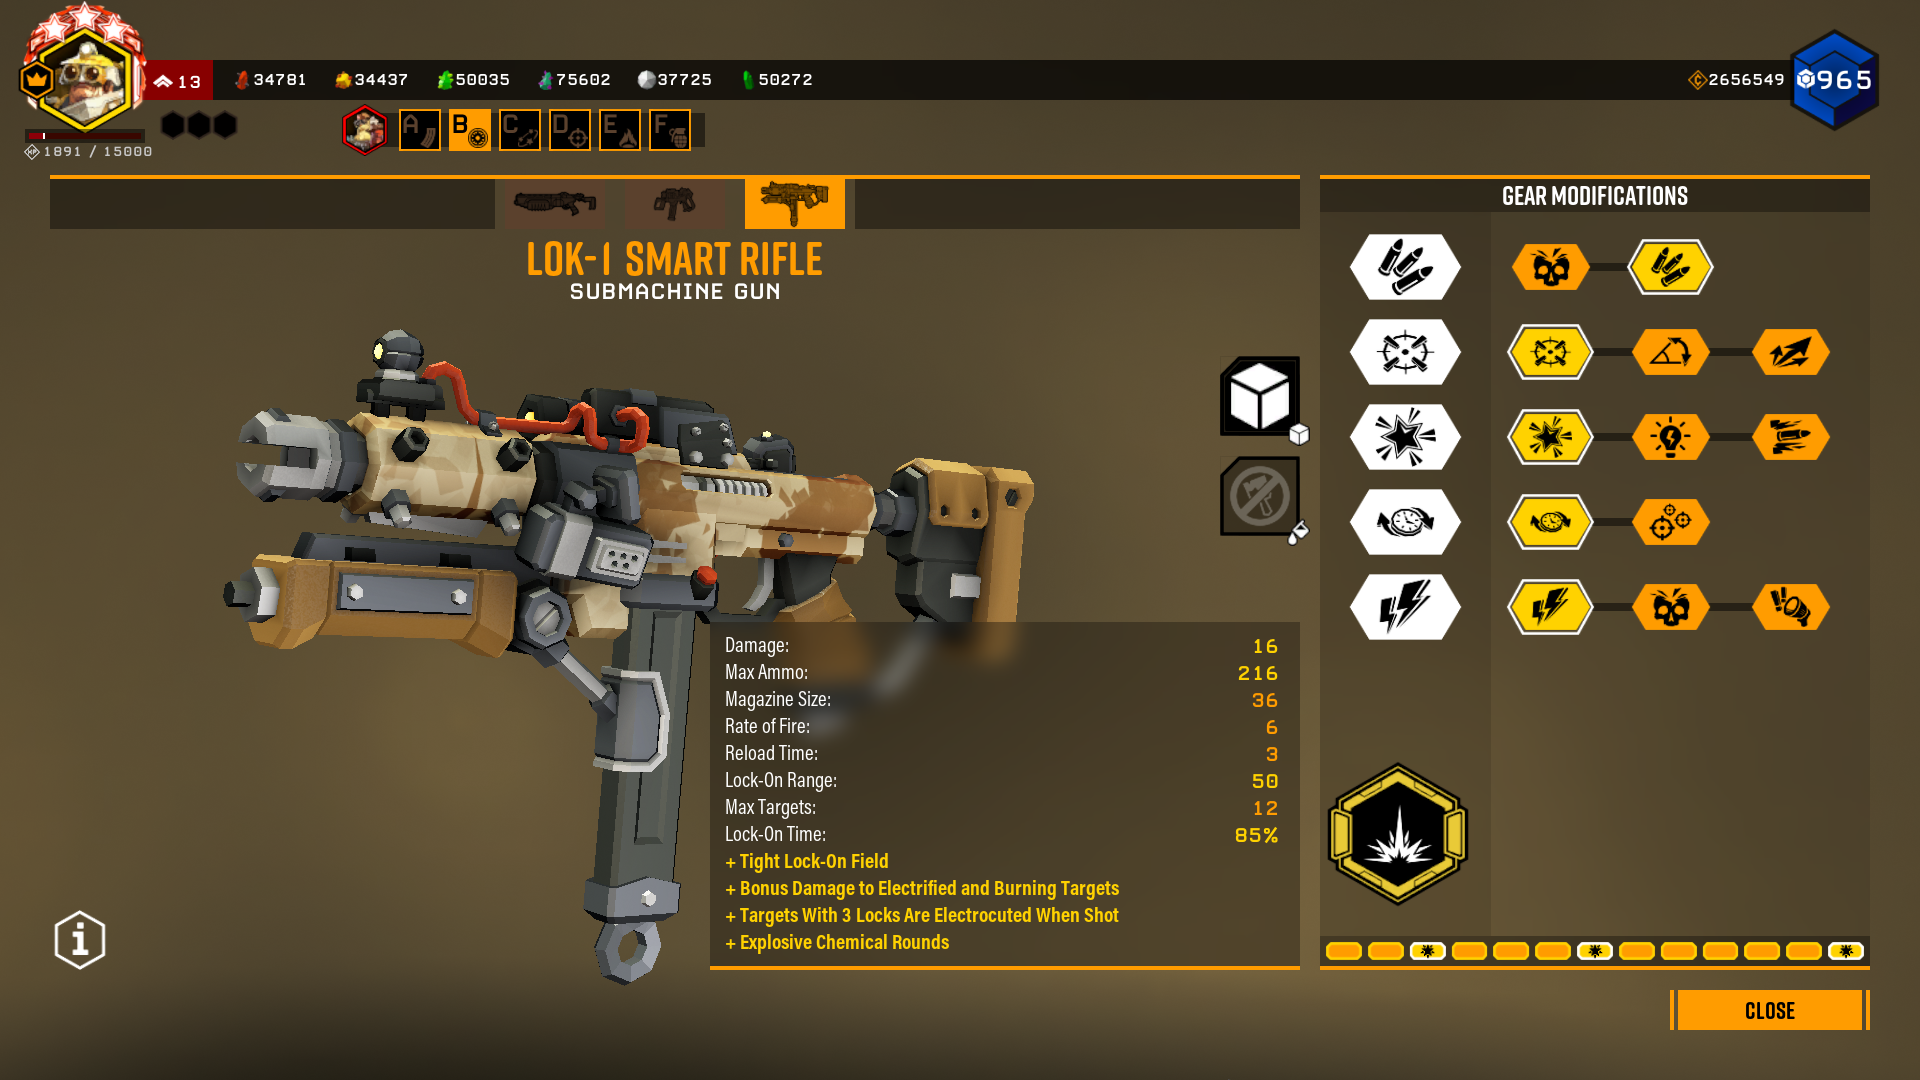 13
34781
34437
50035
75602
37725
50272
2656549
965
1891 / 15000
A
B
C
D
E
F
LOK-1 SMART RIFLE
SUBMACHINE GUN
Damage: 16
Max Ammo: 216
Magazine Size: 36
Rate of Fire: 6
Reload Time: 3
Lock-On Range: 50
Max Targets: 12
Lock-On Time: 85%
+ Tight Lock-On Field
+ Bonus Damage to Electrified and Burning Targets
+ Targets With 3 Locks Are Electrocuted When Shot
+ Explosive Chemical Rounds
GEAR MODIFICATIONS
CLOSE